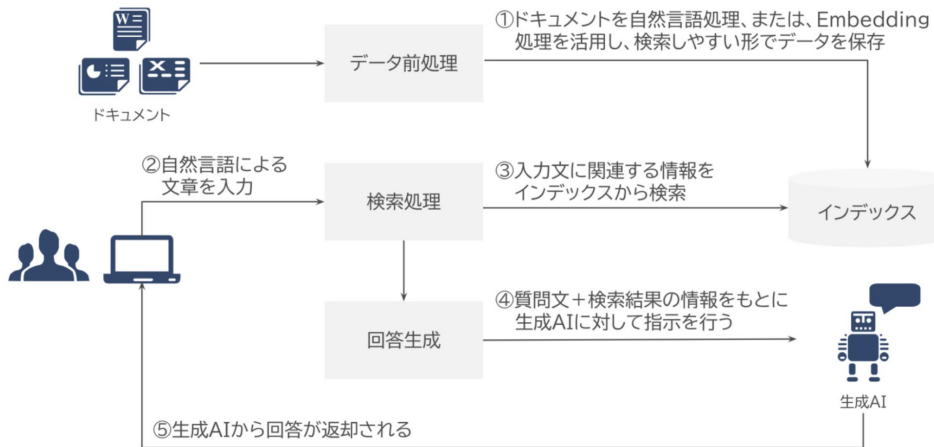 ①ドキュメントを自然言語処理、または、Embedding
処理を活用し、検索しやすい形でデータを保存
W
データ前処理
ドキュメント
②自然言語による
文章を入力
③入力文に関連する情報を
インデックスから検索
検索処理
インデックス
④質問文＋検索結果の情報をもとに
生成AIに対して指示を行う
回答生成
生成AI
⑤生成AIから回答が返却される